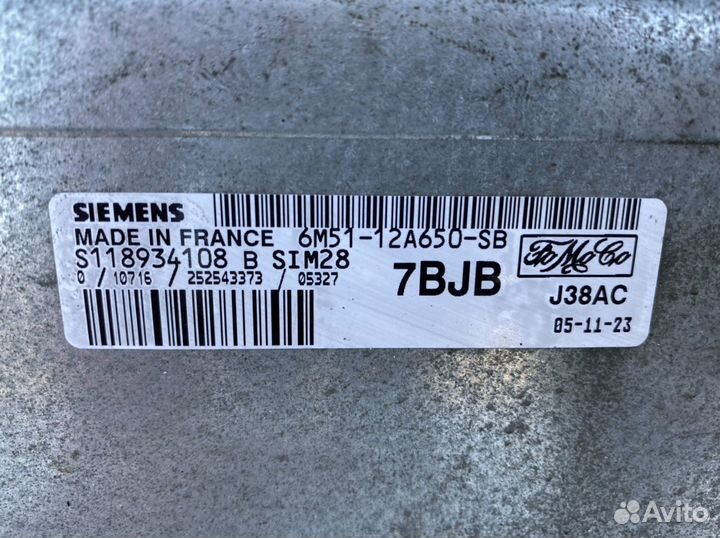 SIEMENS
MADE IN FRANCE 6M51-12A650-SB
S118934108 B SIM28
0 / 10716 / 252543373 / 05327
7BJB
FoMoCo
J38AC
05-11-23
Avito